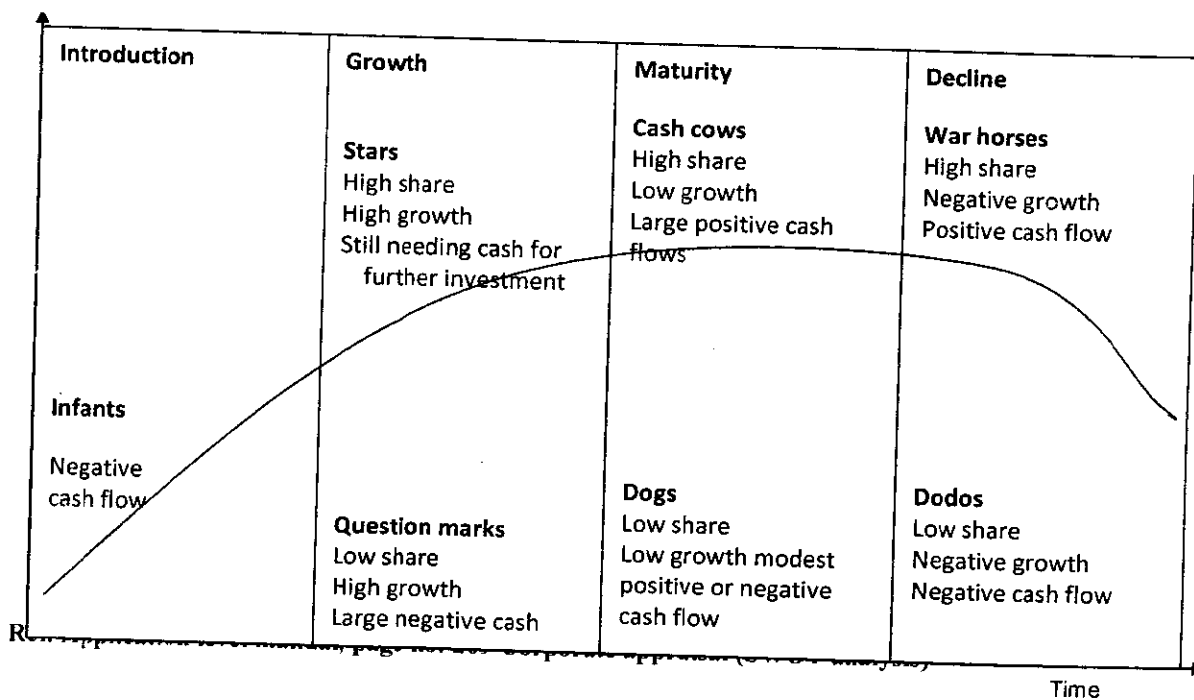 Introduction
Growth
Maturity
Decline
Stars
High share
High growth
Still needing cash for
further investment
Cash cows
High share
Low growth
Large positive cash
flows
War horses
High share
Negative growth
Positive cash flow
Infants
Negative
cash flow
Question marks
Low share
High growth
Large negative cash
Dogs
Low share
Low growth modest
positive or negative
cash flow
Dodos
Low share
Negative growth
Negative cash flow
Time